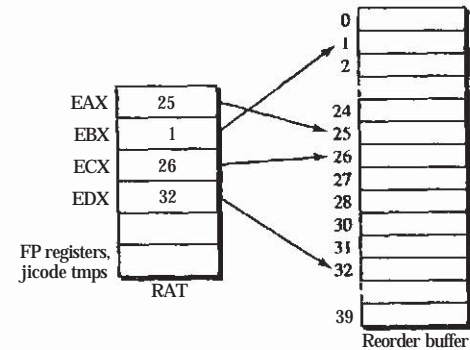 EAX 25
EBX 1
ECX 26
EDX 32
FP registers,
jicode tmps
RAT
0
1
2
24
25
26
27
28
30
31
32
39
Reorder buffer